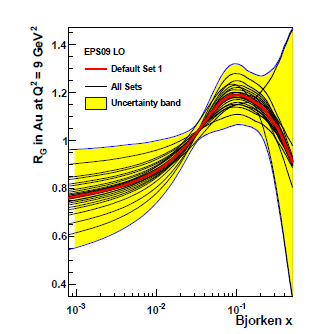 R_G in Au at Q² = 9 GeV²
1.4
1.2
1
0.8
0.6
0.4
EPS09 LO
Default Set 1
All Sets
Uncertainty band
10⁻³
10⁻²
10⁻¹
Bjorken x